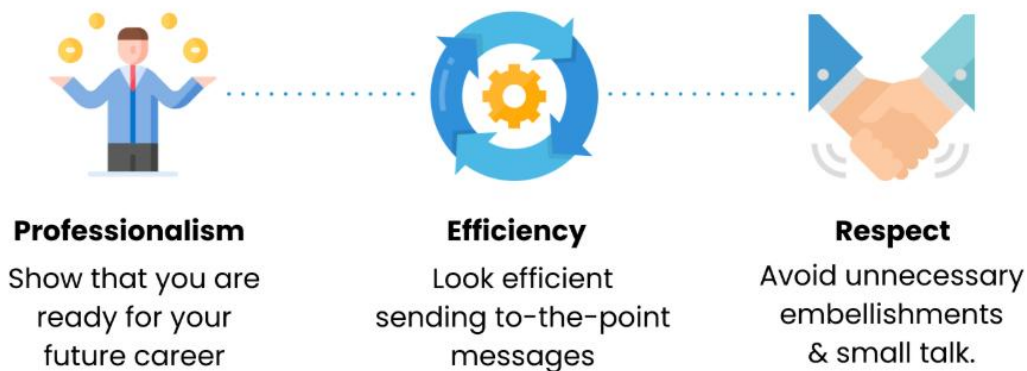 Professionalism
Show that you are
ready for your
future career
Efficiency
Look efficient
sending to-the-point
messages
Respect
Avoid unnecessary
embellishments
& small talk.